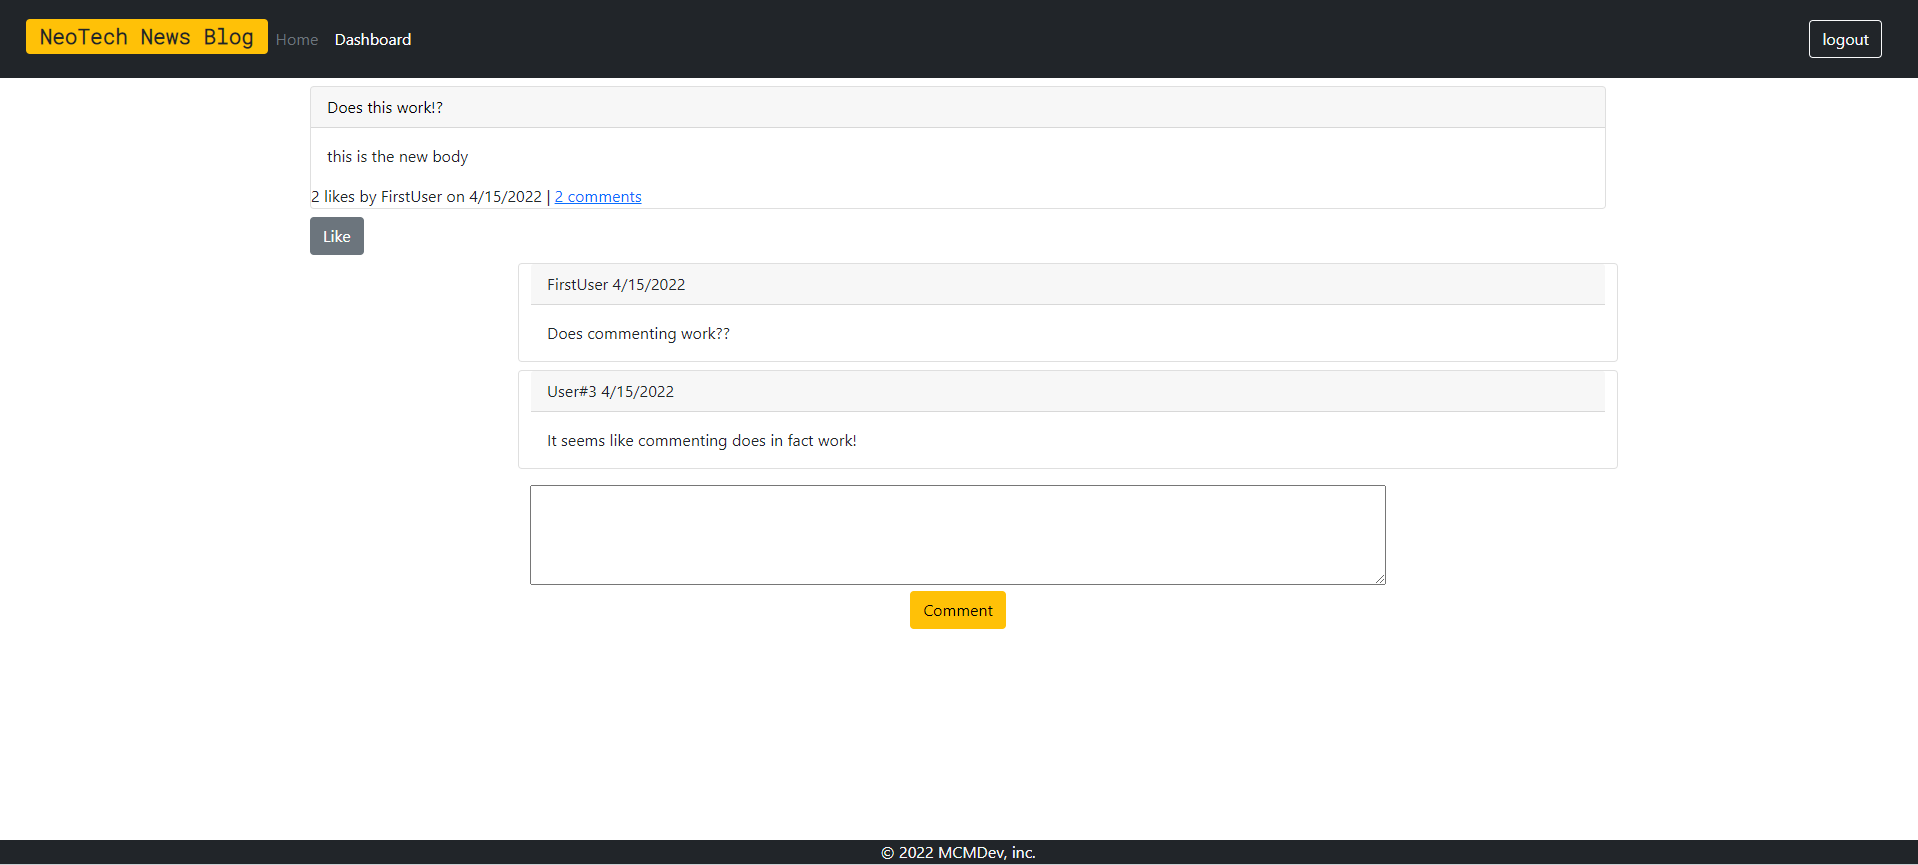 NeoTech News Blog Home Dashboard logout
Does this work!?
this is the new body
2 likes by FirstUser on 4/15/2022 | 2 comments
Like
FirstUser 4/15/2022
Does commenting work??
User#3 4/15/2022
It seems like commenting does in fact work!
Comment
© 2022 MCMDev, inc.